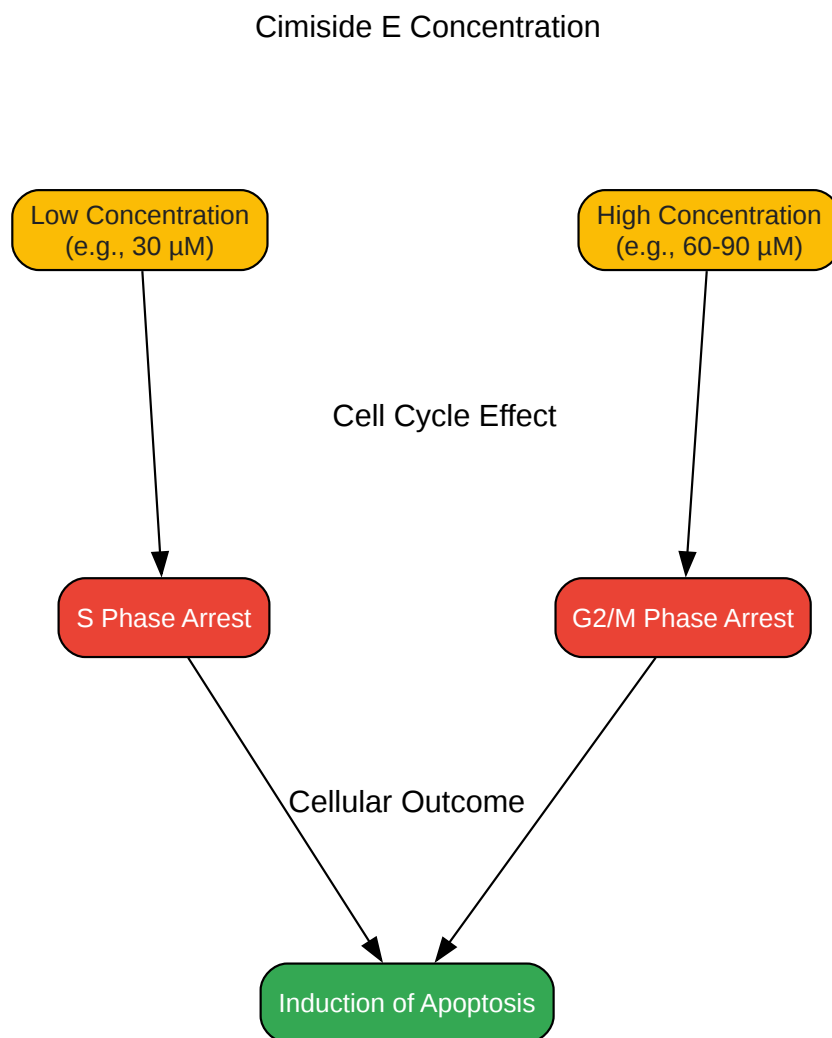 Cimiside E Concentration
Low Concentration
(e.g., 30 µM)
High Concentration
(e.g., 60-90 µM)
Cell Cycle Effect
S Phase Arrest
G2/M Phase Arrest
Cellular Outcome
Induction of Apoptosis